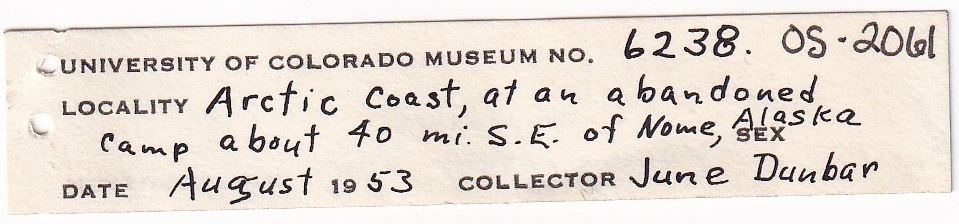 UNIVERSITY OF COLORADO MUSEUM NO. 6238. OS-2061
LOCALITY Arctic Coast, at an abandoned
camp about 40 mi. S.E. of Nome, Alaska
SEX
DATE August 1953 COLLECTOR June Dunbar